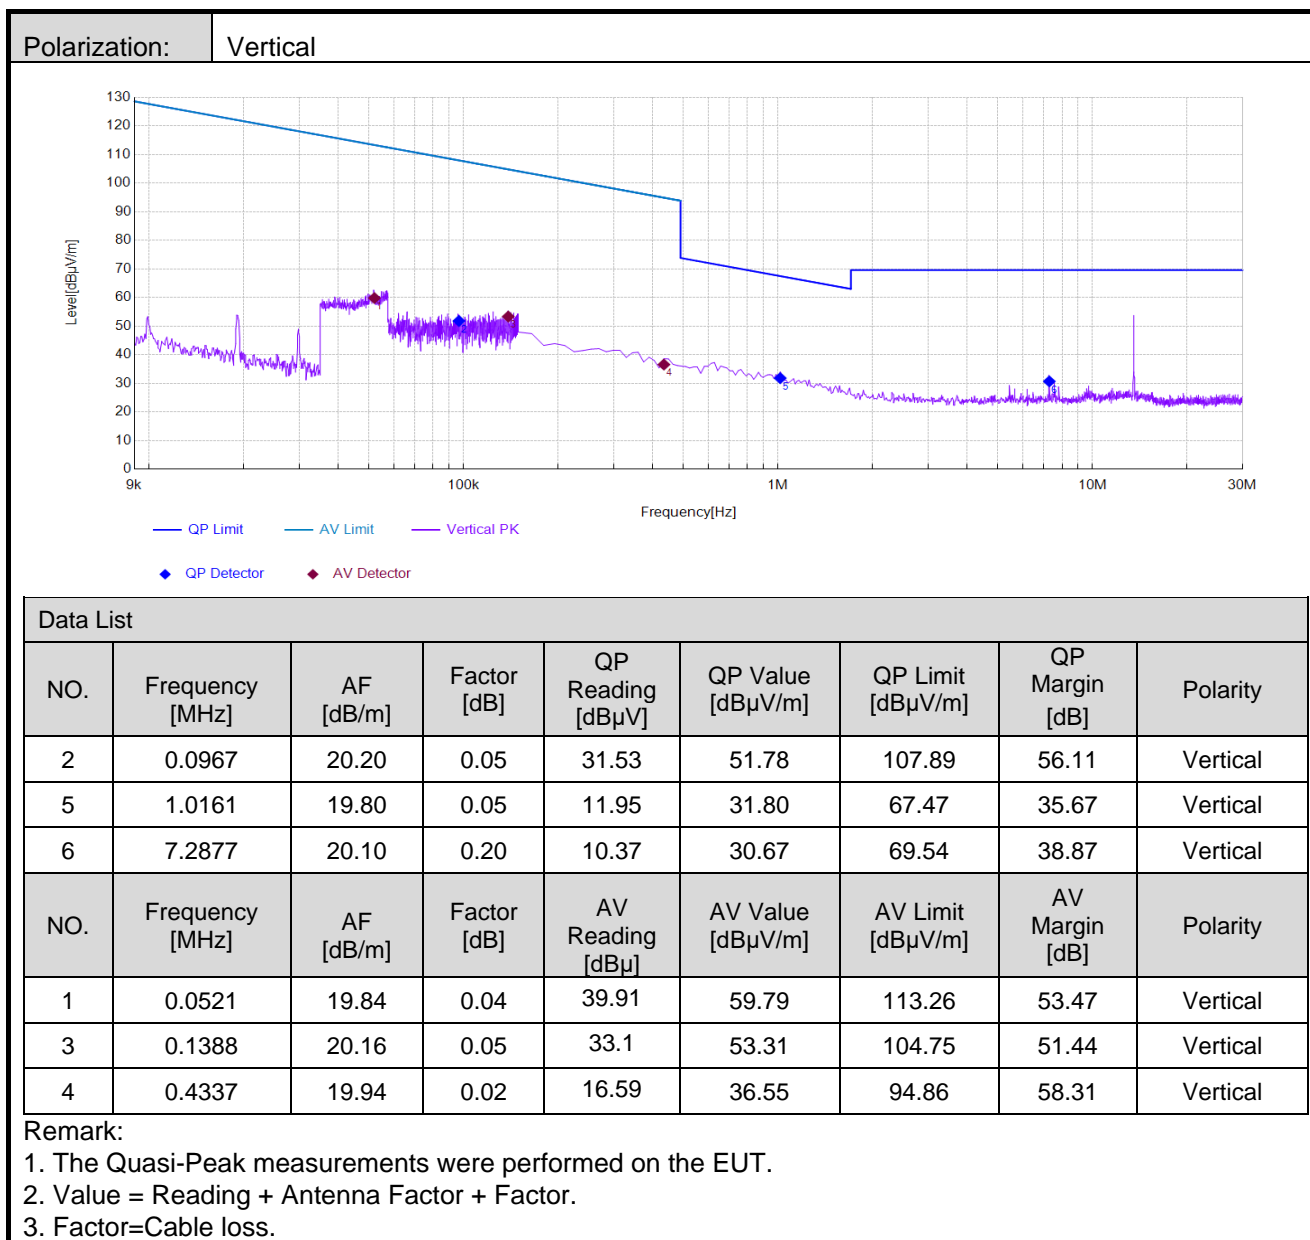 Polarization: Vertical
130
120
110
100
90
80
70
60
50
40
30
20
10
0
Level[dBμV/m]
2
4
5
6
9k 100k 1M 10M 30M
Frequency[Hz]
QP Limit AV Limit Vertical PK
QP Detector AV Detector
Data List
NO. Frequency [MHz] AF [dB/m] Factor [dB] QP Reading [dBμV] QP Value [dBμV/m] QP Limit [dBμV/m] QP Margin [dB] Polarity
2 0.0967 20.20 0.05 31.53 51.78 107.89 56.11 Vertical
5 1.0161 19.80 0.05 11.95 31.80 67.47 35.67 Vertical
6 7.2877 20.10 0.20 10.37 30.67 69.54 38.87 Vertical
NO. Frequency [MHz] AF [dB/m] Factor [dB] AV Reading [dBμ] AV Value [dBμV/m] AV Limit [dBμV/m] AV Margin [dB] Polarity
1 0.0521 19.84 0.04 39.91 59.79 113.26 53.47 Vertical
3 0.1388 20.16 0.05 33.1 53.31 104.75 51.44 Vertical
4 0.4337 19.94 0.02 16.59 36.55 94.86 58.31 Vertical
Remark:
1. The Quasi-Peak measurements were performed on the EUT.
2. Value = Reading + Antenna Factor + Factor.
3. Factor=Cable loss.